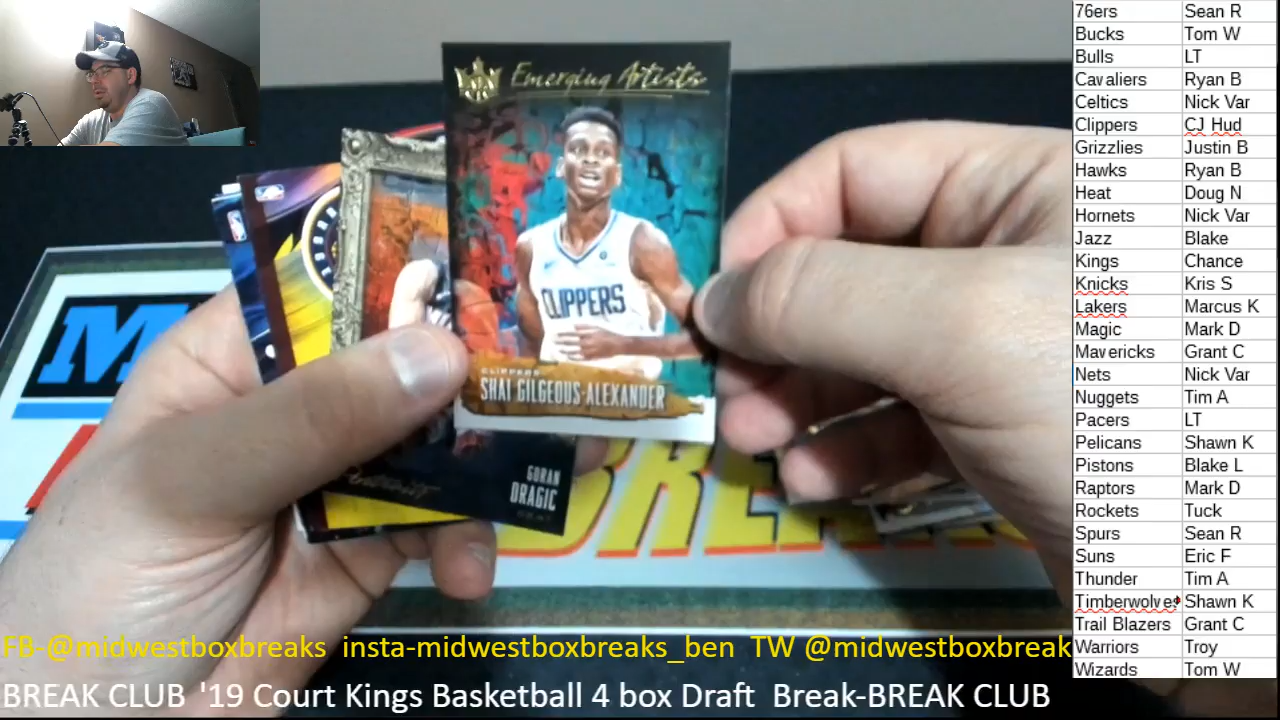 Emerging Artists
CLIPPERS
CLIPPERS
SHAI GILGEOUS-ALEXANDER
GORAN
DRAGIC
76ers Sean R
Bucks Tom W
Bulls LT
Cavaliers Ryan B
Celtics Nick Var
Clippers CJ Hud
Grizzlies Justin B
Hawks Ryan B
Heat Doug N
Hornets Nick Var
Jazz Blake
Kings Chance
Knicks Kris S
Lakers Marcus K
Magic Mark D
Mavericks Grant C
Nets Nick Var
Nuggets Tim A
Pacers LT
Pelicans Shawn K
Pistons Blake L
Raptors Mark D
Rockets Tuck
Spurs Sean R
Suns Eric F
Thunder Tim A
Timberwolves Shawn K
Trail Blazers Grant C
Warriors Troy
Wizards Tom W
FB-@midwestboxbreaks insta-midwestboxbreaks_ben TW @midwestboxbreak
BREAK CLUB '19 Court Kings Basketball 4 box Draft Break-BREAK CLUB